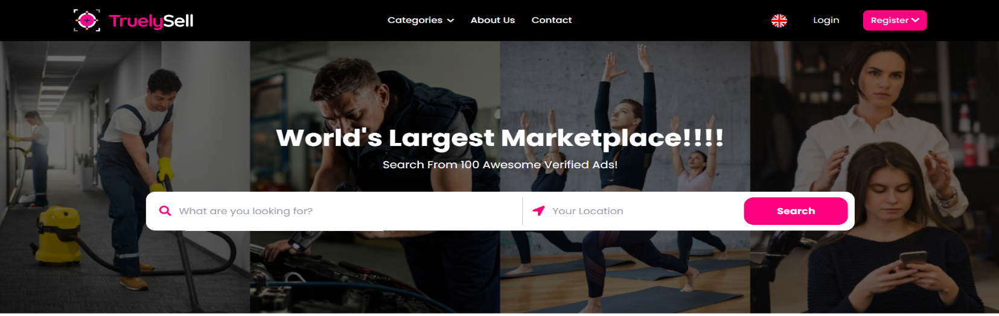 TruelySell
Categories
About Us
Contact
Login
Register
World's Largest Marketplace!!!!
Search From 100 Awesome Verified Ads!
What are you looking for?
Your Location
Search